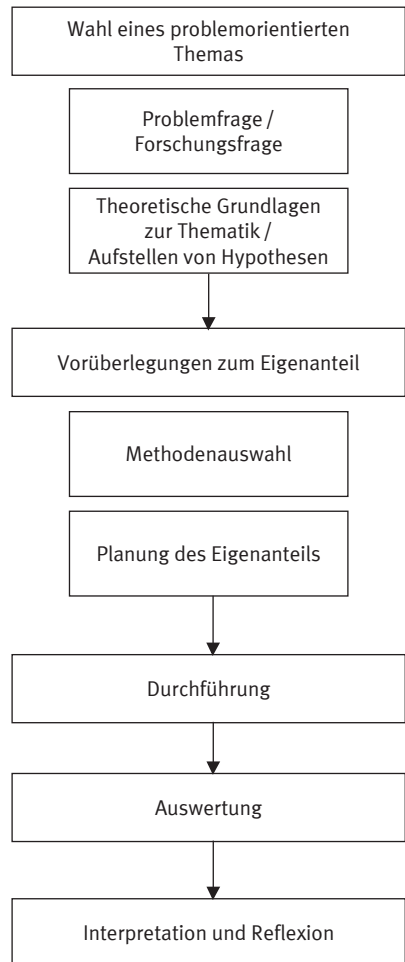 Wahl eines problemorientierten
Themas
Problemfrage /
Forschungsfrage
Theoretische Grundlagen
zur Thematik /
Aufstellen von Hypothesen
Vorüberlegungen zum Eigenanteil
Methodenauswahl
Planung des Eigenanteils
Durchführung
Auswertung
Interpretation und Reflexion